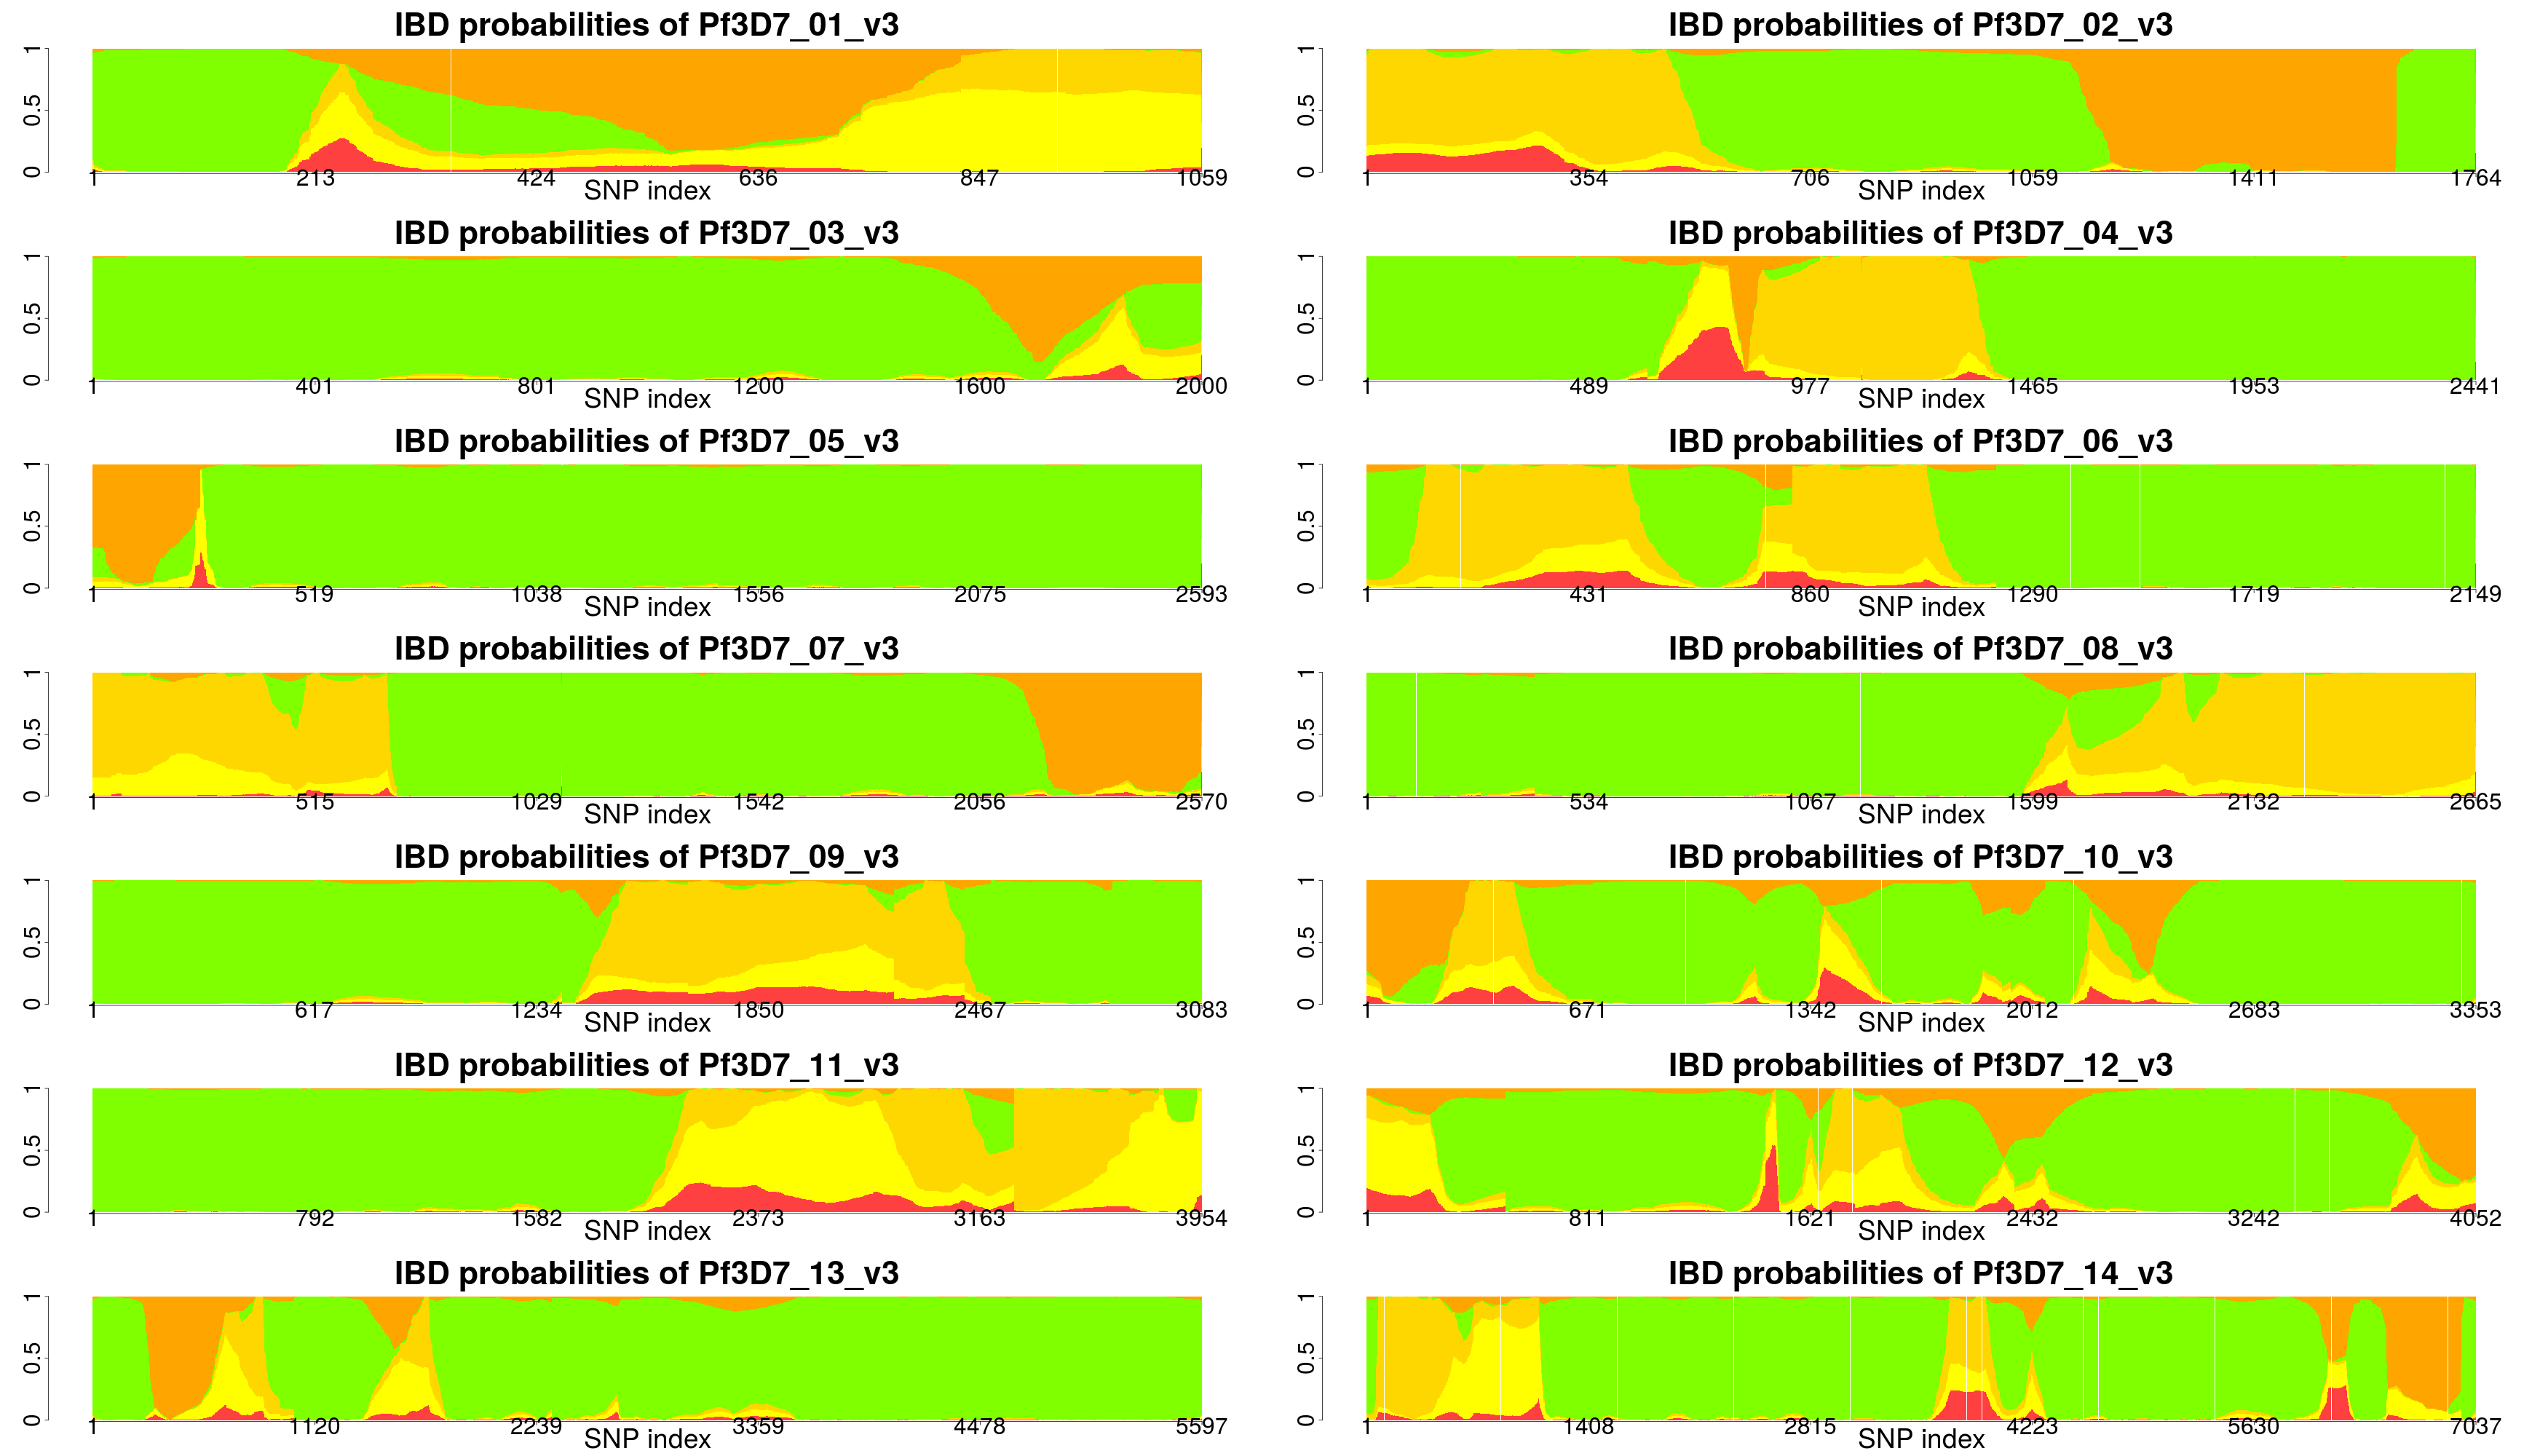 IBD probabilities of Pf3D7_01_v3
0 0.5 1
1 213 424 636 847 1059
SNP index
IBD probabilities of Pf3D7_02_v3
0 0.5 1
1 354 706 1059 1411 1764
SNP index
IBD probabilities of Pf3D7_03_v3
0 0.5 1
1 401 801 1200 1600 2000
SNP index
IBD probabilities of Pf3D7_04_v3
0 0.5 1
1 489 977 1465 1953 2441
SNP index
IBD probabilities of Pf3D7_05_v3
0 0.5 1
1 519 1038 1556 2075 2593
SNP index
IBD probabilities of Pf3D7_06_v3
0 0.5 1
1 431 860 1290 1719 2149
SNP index
IBD probabilities of Pf3D7_07_v3
0 0.5 1
1 515 1029 1542 2056 2570
SNP index
IBD probabilities of Pf3D7_08_v3
0 0.5 1
1 534 1067 1599 2132 2665
SNP index
IBD probabilities of Pf3D7_09_v3
0 0.5 1
1 617 1234 1850 2467 3083
SNP index
IBD probabilities of Pf3D7_10_v3
0 0.5 1
1 671 1342 2012 2683 3353
SNP index
IBD probabilities of Pf3D7_11_v3
0 0.5 1
1 792 1582 2373 3163 3954
SNP index
IBD probabilities of Pf3D7_12_v3
0 0.5 1
1 811 1621 2432 3242 4052
SNP index
IBD probabilities of Pf3D7_13_v3
0 0.5 1
1 1120 2239 3359 4478 5597
SNP index
IBD probabilities of Pf3D7_14_v3
0 0.5 1
1 1408 2815 4223 5630 7037
SNP index